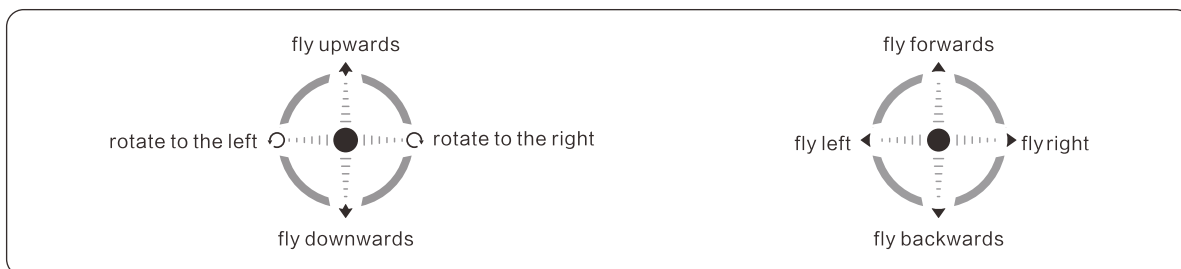 fly upwards
rotate to the left
rotate to the right
fly downwards
fly forwards
fly left
fly right
fly backwards